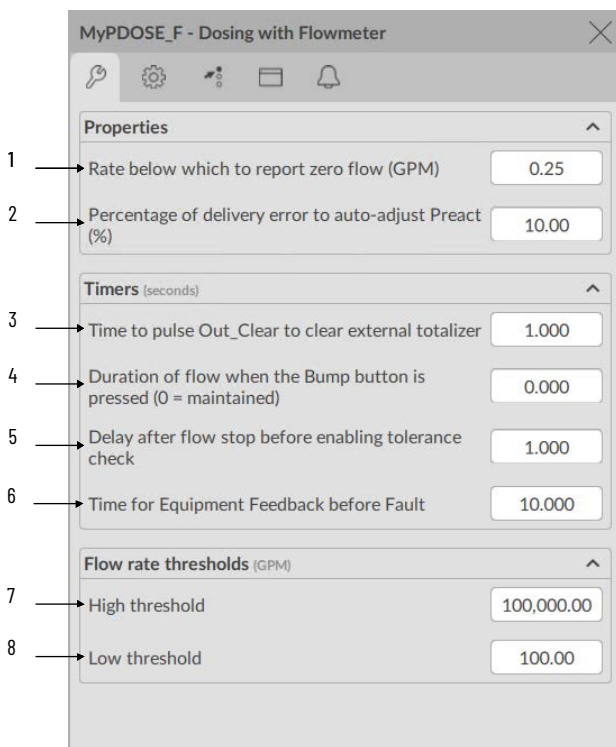 MyPDOSE_F - Dosing with Flowmeter
Properties
1 Rate below which to report zero flow (GPM) 0.25
2 Percentage of delivery error to auto-adjust Preact
(%) 10.00
Timers (seconds)
3 Time to pulse Out_Clear to clear external totalizer 1.000
4 Duration of flow when the Bump button is
pressed (0 = maintained) 0.000
5 Delay after flow stop before enabling tolerance
check 1.000
6 Time for Equipment Feedback before Fault 10.000
Flow rate thresholds (GPM)
7 High threshold 100,000.00
8 Low threshold 100.00